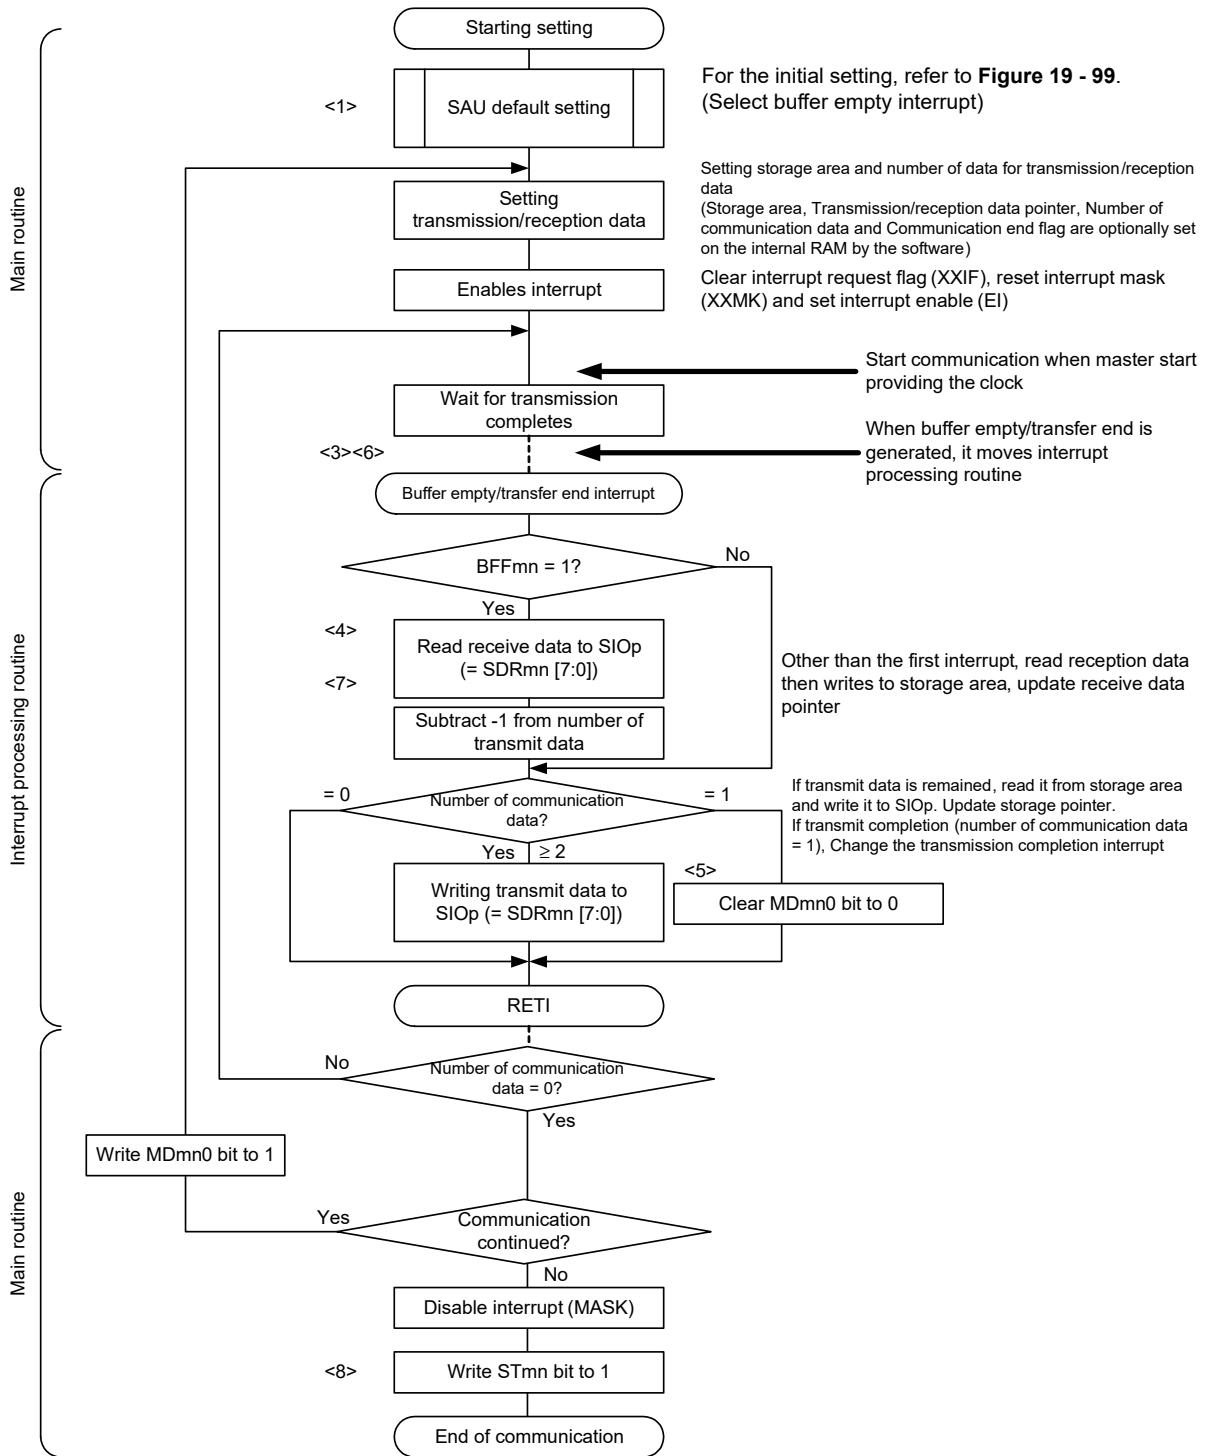 Starting setting
<1>
SAU default setting
For the initial setting, refer to Figure 19 - 99.
(Select buffer empty interrupt)
Main routine
Setting
transmission/reception data
Setting storage area and number of data for transmission/reception
data
(Storage area, Transmission/reception data pointer, Number of
communication data and Communication end flag are optionally set
on the internal RAM by the software)
Enables interrupt
Clear interrupt request flag (XXIF), reset interrupt mask
(XXMK) and set interrupt enable (EI)
Start communication when master start
providing the clock
Wait for transmission
completes
<3><6>
When buffer empty/transfer end is
generated, it moves interrupt
processing routine
Buffer empty/transfer end interrupt
BFFmn = 1?
No
Yes
Interrupt processing routine
<4>
Read receive data to SIOp
(= SDRmn [7:0])
<7>
Other than the first interrupt, read reception data
then writes to storage area, update receive data
pointer
Subtract -1 from number of
transmit data
= 0
Number of communication
data?
= 1
If transmit data is remained, read it from storage area
and write it to SIOp. Update storage pointer.
If transmit completion (number of communication data
= 1), Change the transmission completion interrupt
Yes ≥ 2
<5>
Writing transmit data to
SIOp (= SDRmn [7:0])
Clear MDmn0 bit to 0
RETI
No
Number of communication
data = 0?
Yes
Write MDmn0 bit to 1
Main routine
Yes
Communication
continued?
No
Disable interrupt (MASK)
<8>
Write STmn bit to 1
End of communication